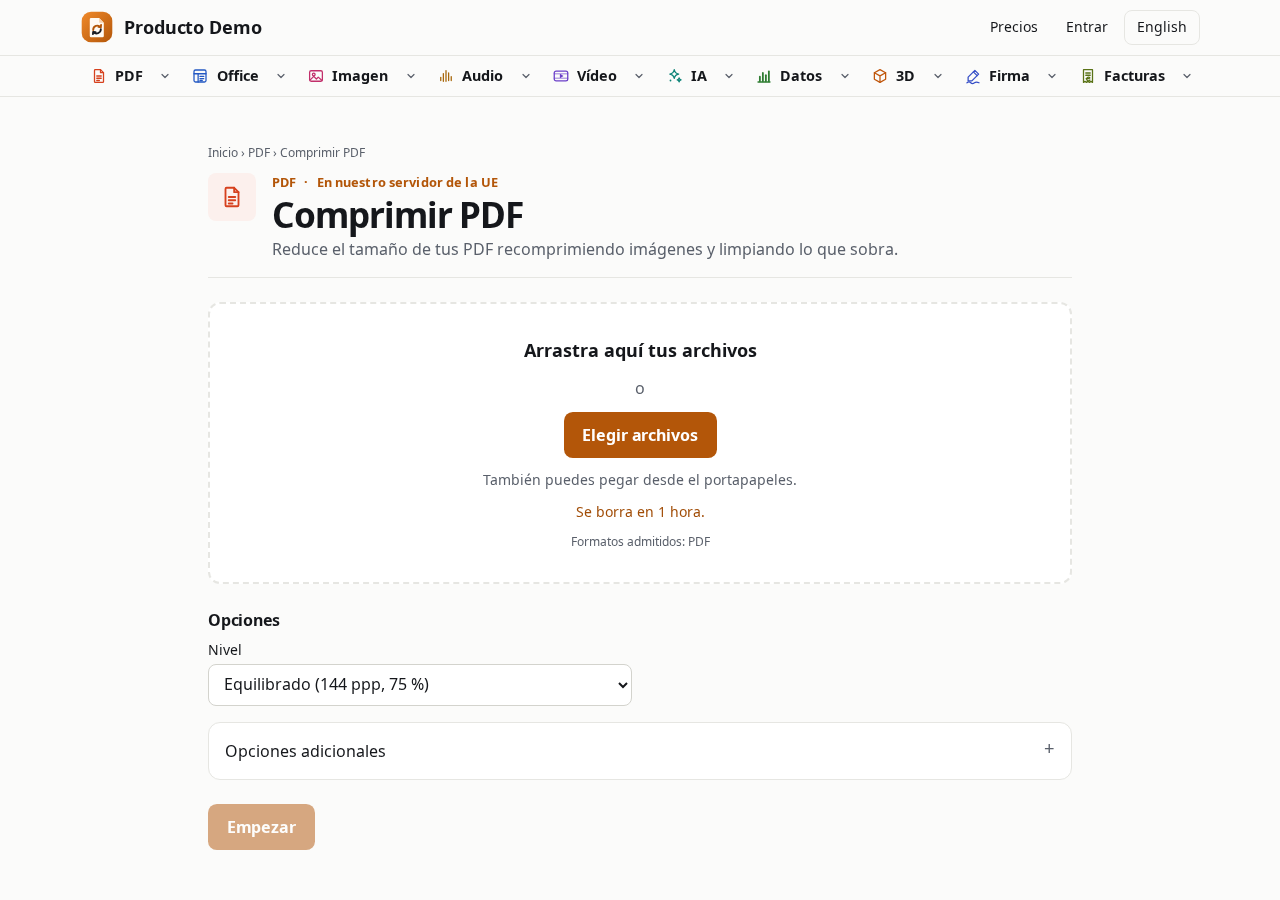 Producto Demo
Precios
Entrar
English
PDF
Office
Imagen
Audio
Vídeo
IA
Datos
3D
Firma
Facturas
Inicio › PDF › Comprimir PDF
PDF · En nuestro servidor de la UE
Comprimir PDF
Reduce el tamaño de tus PDF recomprimiendo imágenes y limpiando lo que sobra.
Arrastra aquí tus archivos
o
Elegir archivos
También puedes pegar desde el portapapeles.
Se borra en 1 hora.
Formatos admitidos: PDF
Opciones
Nivel
Equilibrado (144 ppp, 75 %)
Opciones adicionales +
Empezar